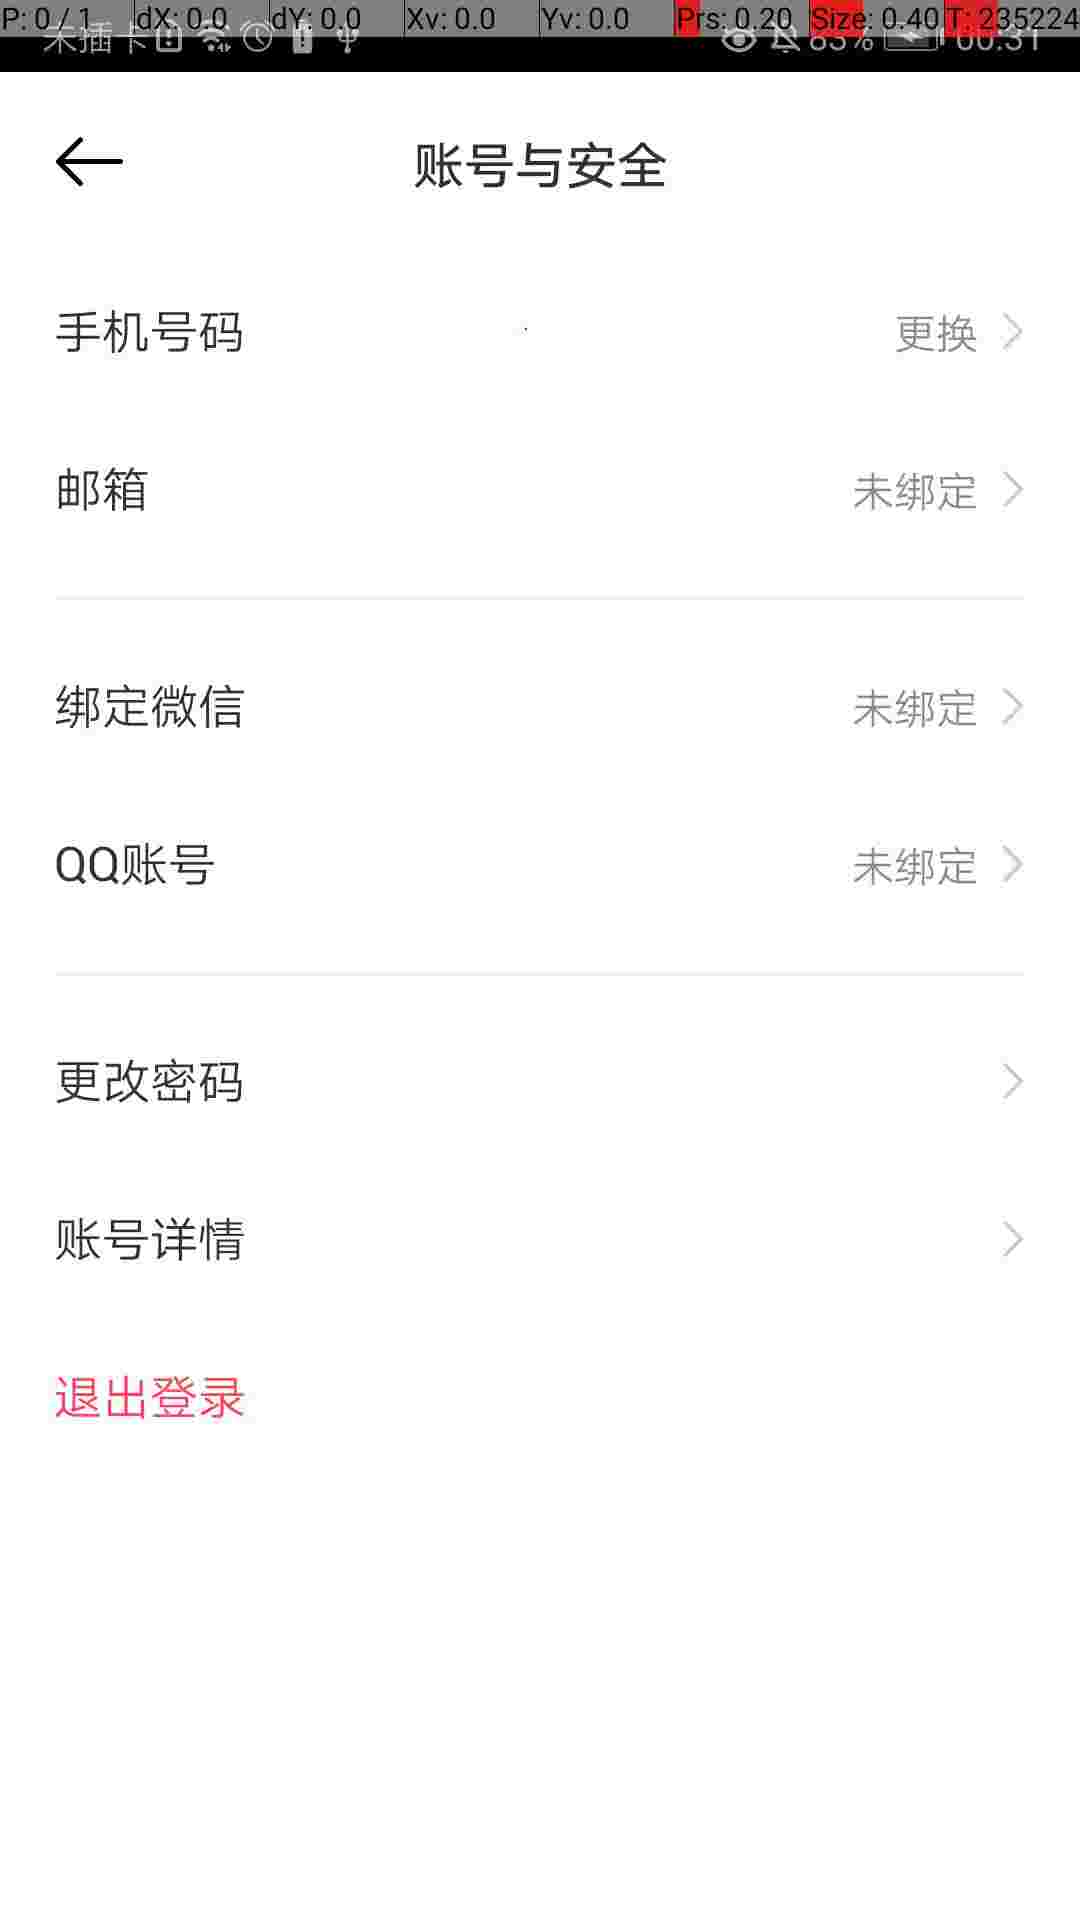 P: 0 / 1 dX: 0.0 dY: 0.0 Xv: 0.0 Yv: 0.0 Prs: 0.20 Size: 0.40 T: 235224
未插卡 83% 00:31
账号与安全
手机号码 更换
邮箱 未绑定
绑定微信 未绑定
QQ账号 未绑定
更改密码
账号详情
退出登录